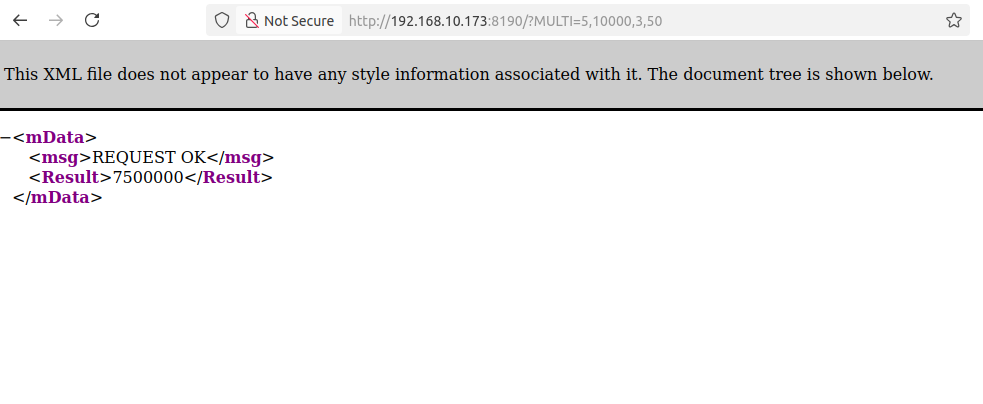 Not Secure http://192.168.10.173:8190/?MULTI=5,10000,3,50
This XML file does not appear to have any style information associated with it. The document tree is shown below.
−<mData>
<msg>REQUEST OK</msg>
<Result>7500000</Result>
</mData>